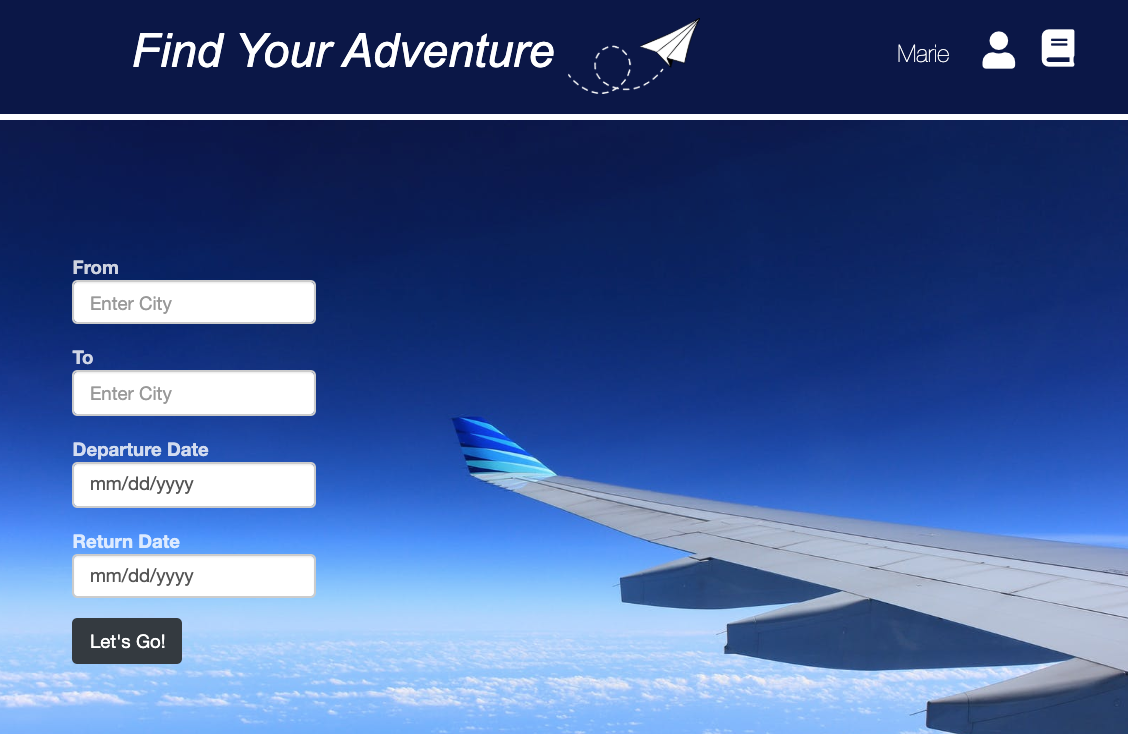 Find Your Adventure
Marie
From
Enter City
To
Enter City
Departure Date
mm/dd/yyyy
Return Date
mm/dd/yyyy
Let's Go!